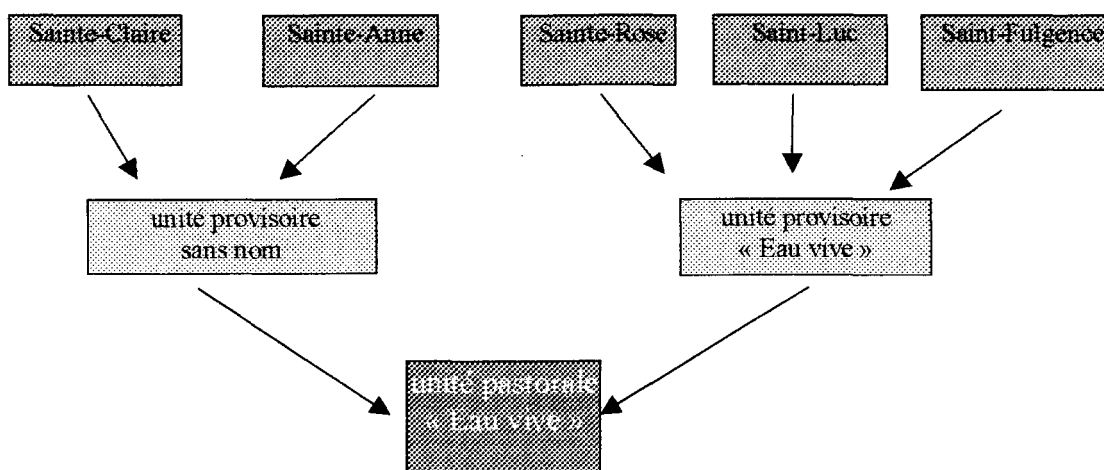 Sainte-Claire
Sainte-Anne
Sainte-Rose
Saint-Luc
Saint-Fulgence
unité provisoire
sans nom
unité provisoire
« Eau vive »
unité pastorale
« Eau vive »